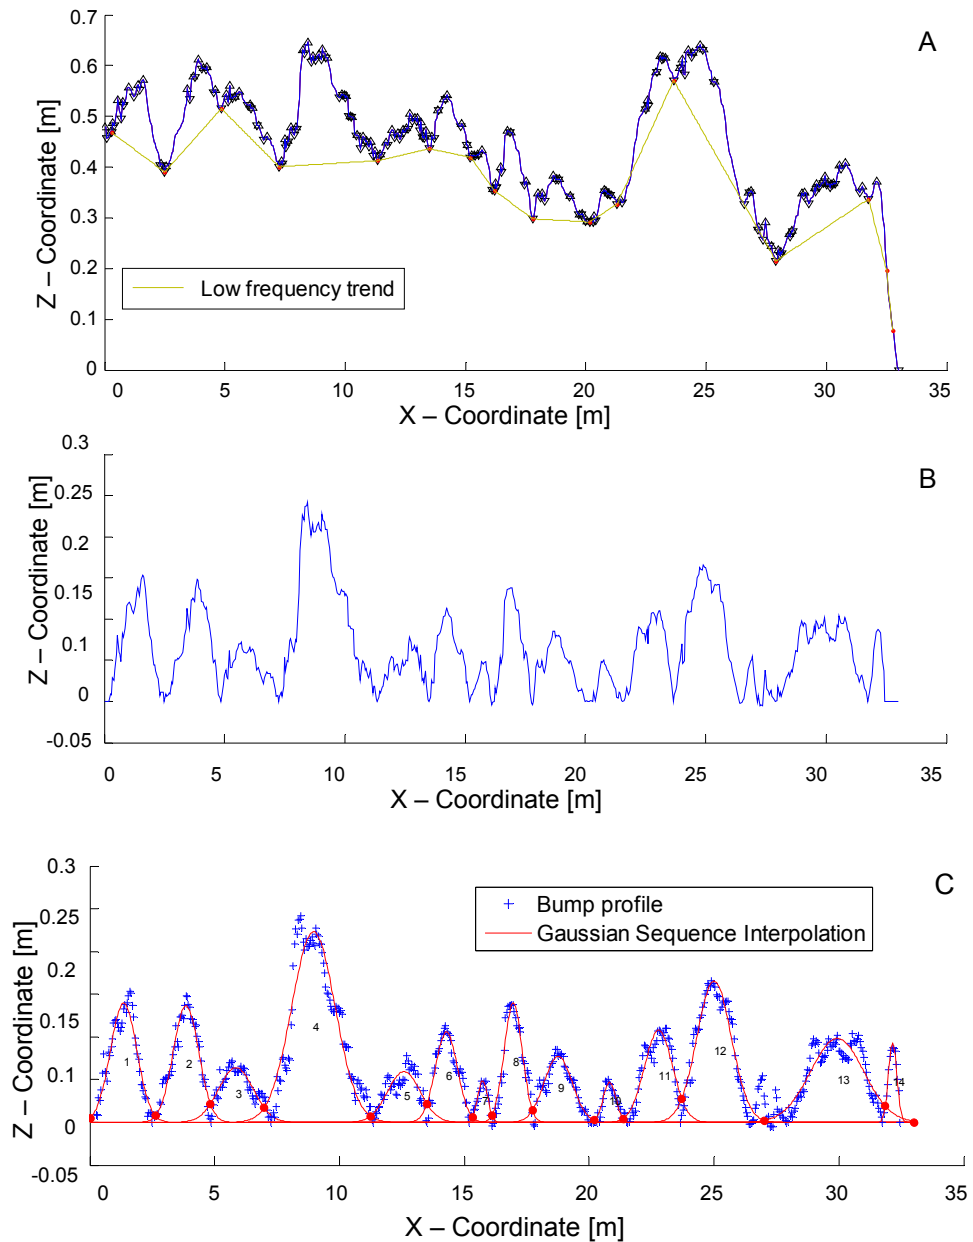 A
0.7
0.6
0.5
0.4
0.3
0.2
0.1
0
Z – Coordinate [m]
Low frequency trend
0 5 10 15 20 25 30 35
X – Coordinate [m]
B
0.3
0.25
0.2
0.15
0.1
0
-0.05
Z – Coordinate [m]
0 5 10 15 20 25 30 35
X – Coordinate [m]
C
0.3
0.25
0.2
0.15
0.1
0
-0.05
Z – Coordinate [m]
Bump profile
Gaussian Sequence Interpolation
1 2 3 4 5 6 7 8 9 11 12 13 14
0 5 10 15 20 25 30 35
X – Coordinate [m]